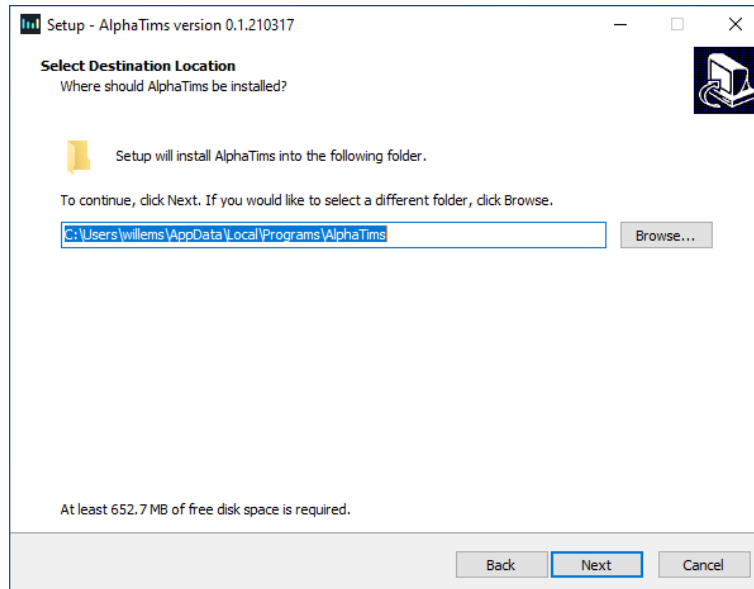 Setup - AlphaTims version 0.1.210317
Select Destination Location
Where should AlphaTims be installed?
Setup will install AlphaTims into the following folder.
To continue, click Next. If you would like to select a different folder, click Browse.
C:\Users\willems\AppData\Local\Programs\AlphaTims
Browse...
At least 652.7 MB of free disk space is required.
Back
Next
Cancel